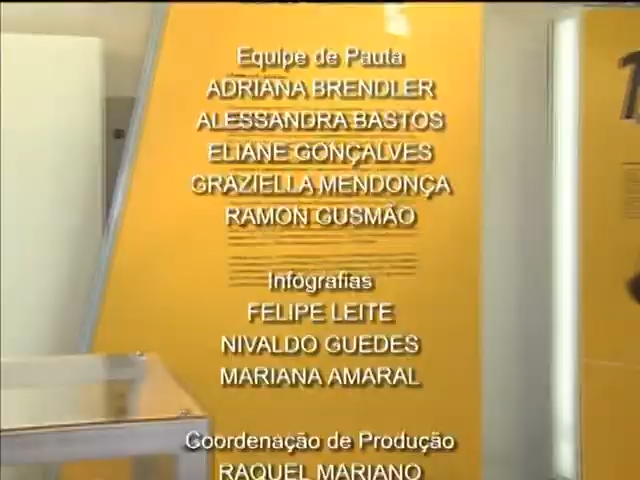 Equipe de Pauta
ADRIANA BRENDLER
ALESSANDRA BASTOS
ELIANE GONÇALVES
GRAZIELLA MENDONÇA
RAMON GUSMÃO
Infografias
FELIPE LEITE
NIVALDO GUEDES
MARIANA AMARAL
Coordenação de Produção
RAQUEL MARIANO